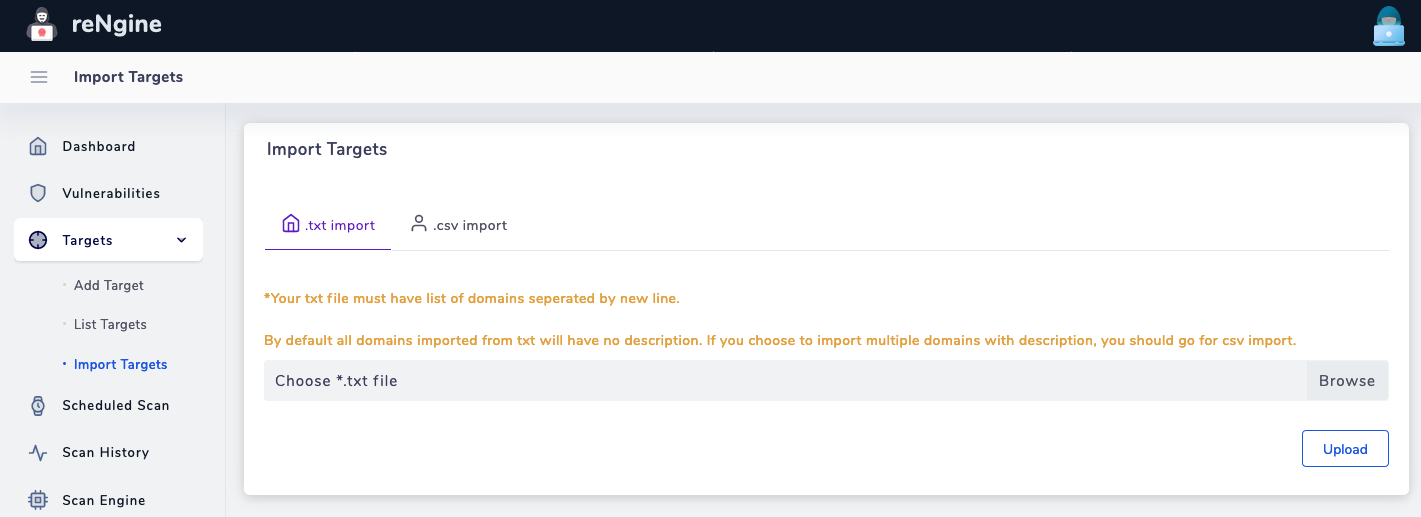 reNgine
Import Targets
Dashboard
Vulnerabilities
Targets
Add Target
List Targets
Import Targets
Scheduled Scan
Scan History
Scan Engine
Import Targets
.txt import
.csv import
*Your txt file must have list of domains seperated by new line.
By default all domains imported from txt will have no description. If you choose to import multiple domains with description, you should go for csv import.
Choose *.txt file
Browse
Upload